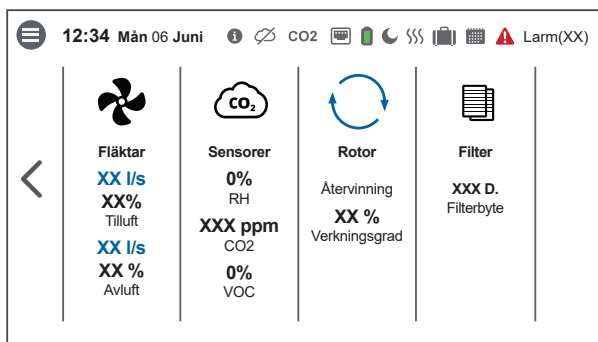 12:34 Mån 06 Juni i CO2 Larm(XX)
Fläktar
XX l/s
XX%
Tilluft
XX l/s
XX %
Avluft
CO₂
Sensorer
0%
RH
XXX ppm
CO2
0%
VOC
Rotor
Återvinning
XX %
Verkningsgrad
Filter
XXX D.
Filterbyte